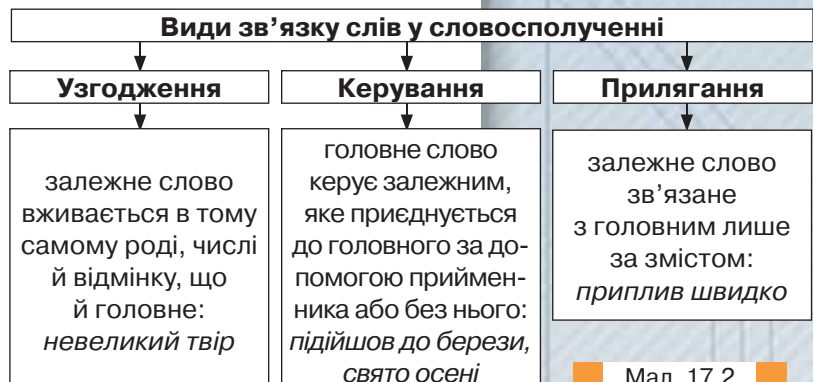 Види зв’язку слів у словосполученні
Узгодження
залежне слово
вживається в тому
самому роді, числі
й відмінку, що
й головне:
невеликий твір
Керування
головне слово
керує залежним,
яке приєднується
до головного за до-
помогою приймен-
ника або без нього:
підійшов до берези,
свято осені
Прилягання
залежне слово
зв’язане
з головним лише
за змістом:
приплив швидко
Мал. 17.2